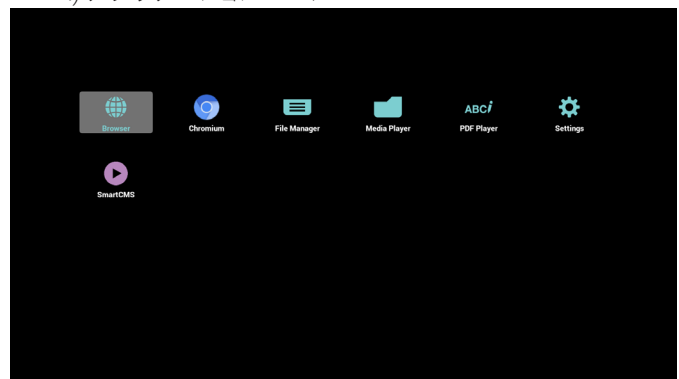 Browser
Chromium
File Manager
Media Player
ABCi
PDF Player
Settings
SmartCMS